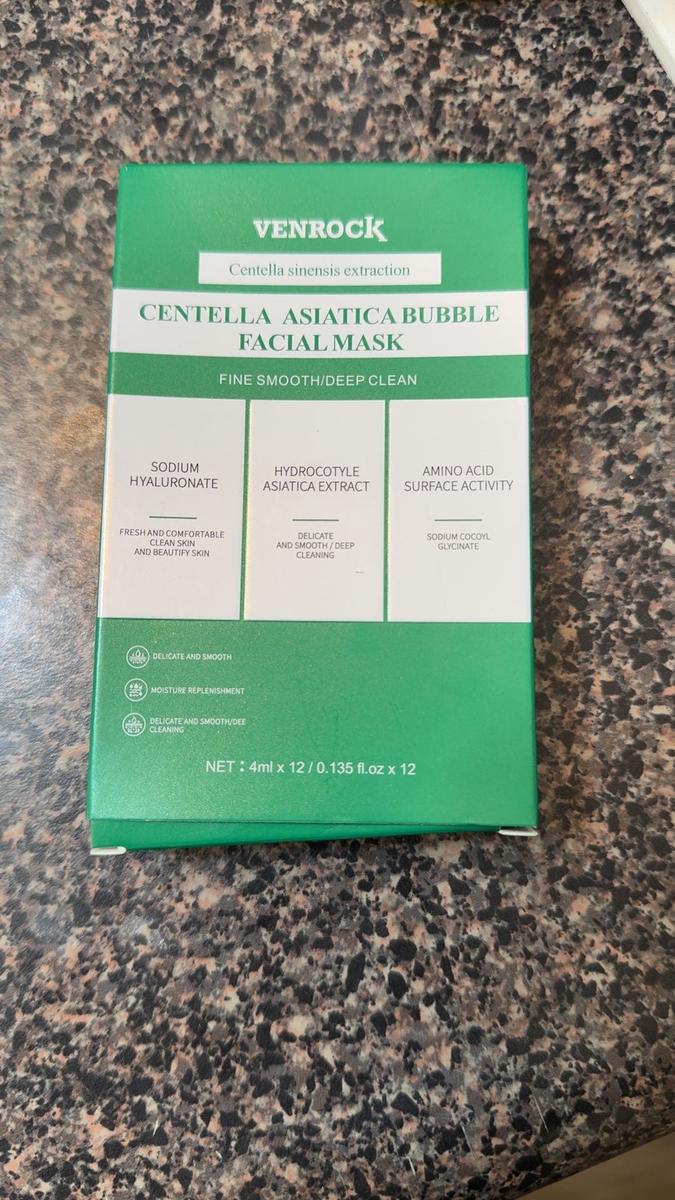 VENROCK
Centella sinensis extraction
CENTELLA ASIATICA BUBBLE
FACIAL MASK
FINE SMOOTH/DEEP CLEAN
SODIUM
HYALURONATE
FRESH AND COMFORTABLE
CLEAN SKIN
AND BEAUTIFY SKIN
HYDROCOTYLE
ASIATICA EXTRACT
DELICATE
AND SMOOTH / DEEP
CLEANING
AMINO ACID
SURFACE ACTIVITY
SODIUM COCOYL
GLYCINATE
DELICATE AND SMOOTH
MOISTURE REPLENISHMENT
DELICATE AND SMOOTH/DEE
CLEANING
NET : 4ml x 12 / 0.135 fl.oz x 12